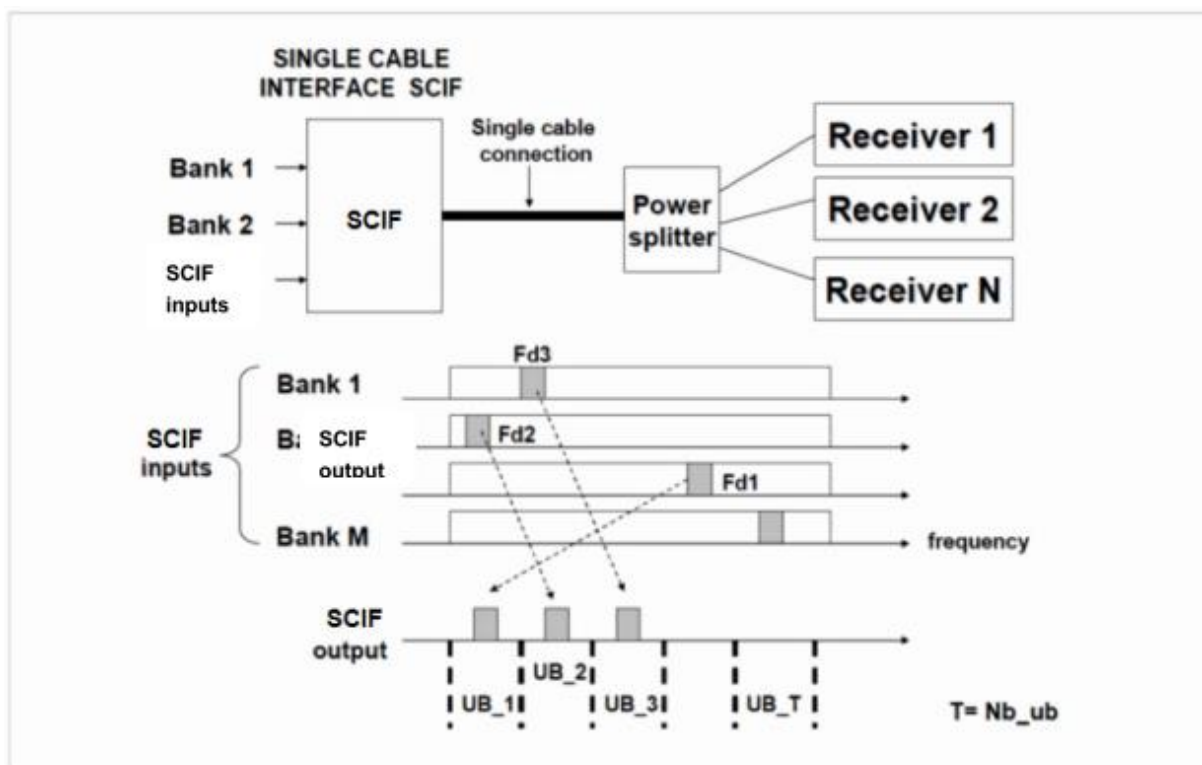 SINGLE CABLE
INTERFACE SCIF
Single cable
connection
Bank 1
Bank 2
SCIF
inputs
SCIF
Power
splitter
Receiver 1
Receiver 2
Receiver N
Fd3
Bank 1
Fd2
Ba
SCIF
output
SCIF
inputs
Fd1
Bank M
frequency
SCIF
output
UB_2
UB_1
UB_3
UB_T
T= Nb_ub